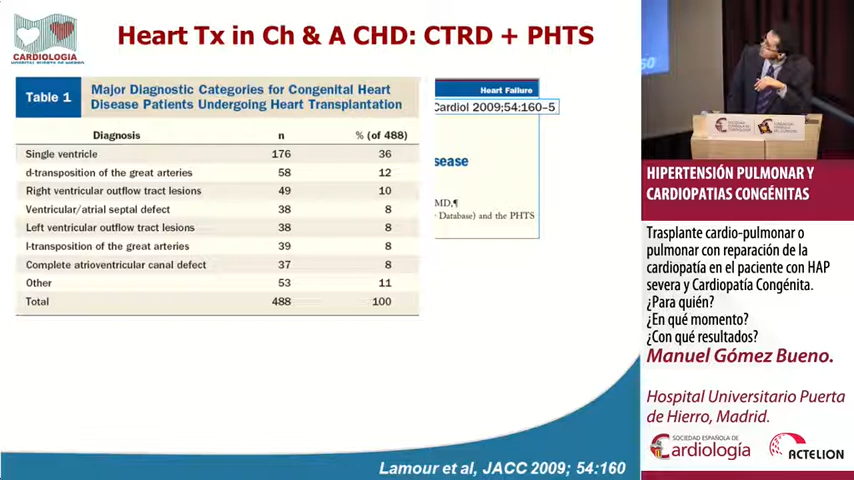 CARDIOLOGIA
Heart Tx in Ch & A CHD: CTRD + PHTS
Table 1
Major Diagnostic Categories for Congenital Heart
Disease Patients Undergoing Heart Transplantation
Diagnosis n % (of 488)
Single ventricle 176 36
d-transposition of the great arteries 58 12
Right ventricular outflow tract lesions 49 10
Ventricular/atrial septal defect 38 8
Left ventricular outflow tract lesions 38 8
l-transposition of the great arteries 39 8
Complete atrioventricular canal defect 37 8
Other 53 11
Total 488 100
Heart Failure
Cardiol 2009;54:160–5
sease
MD,¶
Database) and the PHTS
Lamour et al, JACC 2009; 54:160
HIPERTENSIÓN PULMONAR Y
CARDIOPATIAS CONGÉNITAS
Trasplante cardio-pulmonar o
pulmonar con reparación de la
cardiopatía en el paciente con HAP
severa y Cardiopatía Congénita.
¿Para quién?
¿En qué momento?
¿Con qué resultados?
Manuel Gómez Bueno.
Hospital Universitario Puerta
de Hierro, Madrid.
SOCIEDAD ESPAÑOLA DE
Cardiología
ACTELION